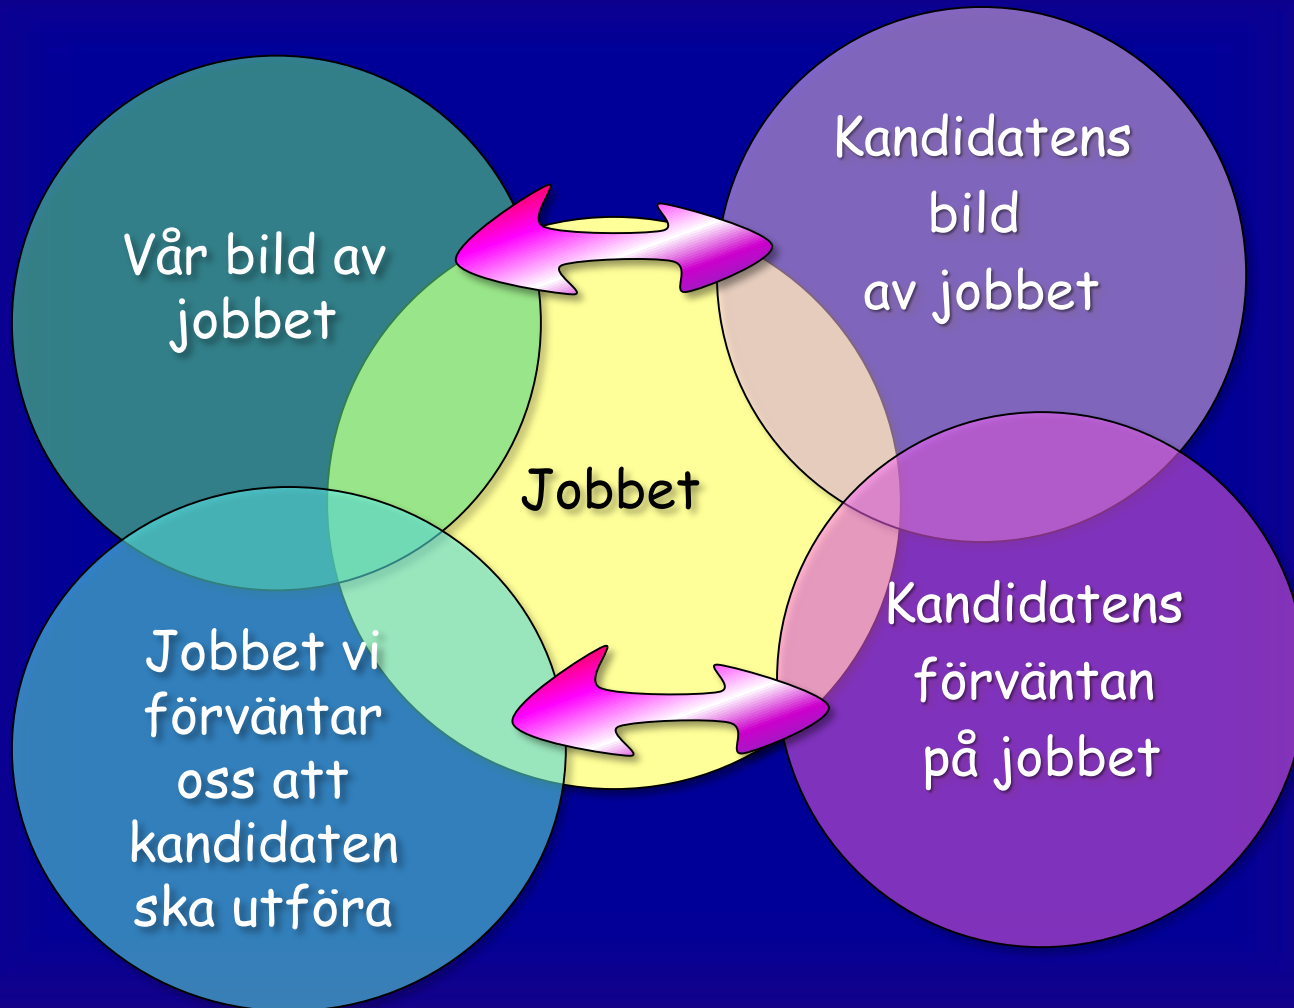 Vår bild av
jobbet
Kandidatens
bild
av jobbet
Jobbet
Jobbet vi
förväntar
oss att
kandidaten
ska utföra
Kandidatens
förväntan
på jobbet